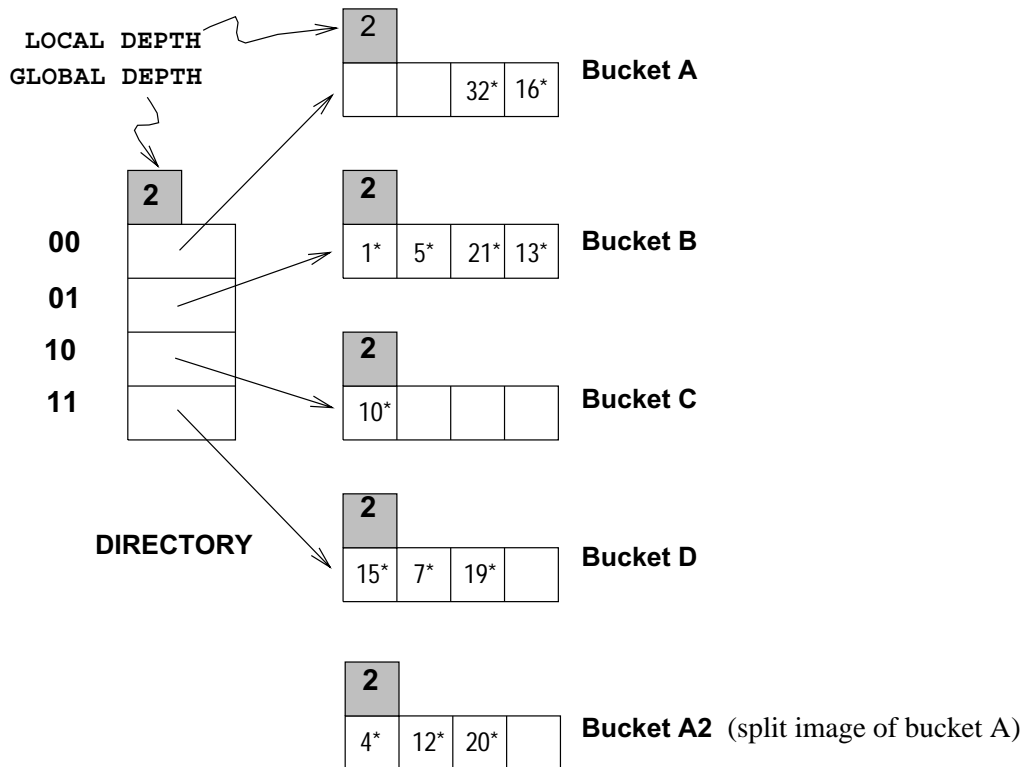 LOCAL DEPTH
GLOBAL DEPTH
2
00
01
10
11
DIRECTORY
2
32* 16*
Bucket A
2
1* 5* 21* 13*
Bucket B
2
10*
Bucket C
2
15* 7* 19*
Bucket D
2
4* 12* 20*
Bucket A2 (split image of bucket A)